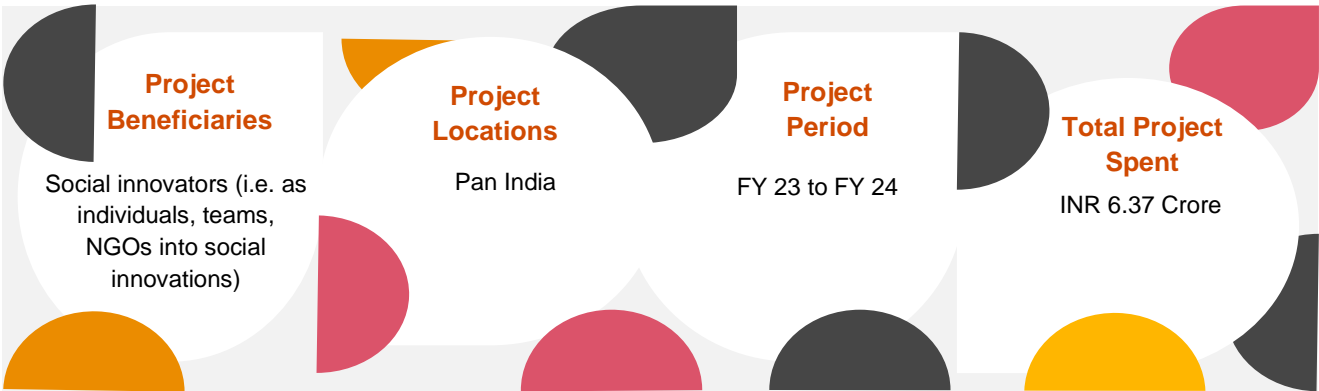 Project
Beneficiaries
Social innovators (i.e. as
individuals, teams,
NGOs into social
innovations)
Project
Locations
Pan India
Project
Period
FY 23 to FY 24
Total Project
Spent
INR 6.37 Crore